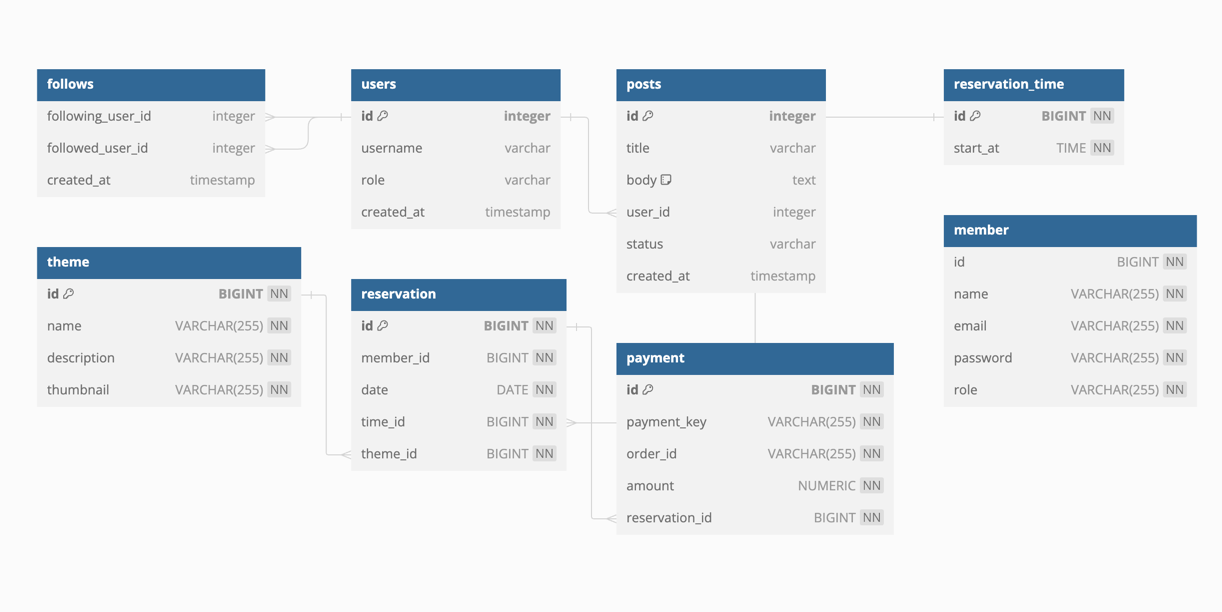 follows
following_user_id integer
followed_user_id integer
created_at timestamp
users
id integer
username varchar
role varchar
created_at timestamp
posts
id integer
title varchar
body text
user_id integer
status varchar
created_at timestamp
reservation_time
id BIGINT NN
start_at TIME NN
theme
id BIGINT NN
name VARCHAR(255) NN
description VARCHAR(255) NN
thumbnail VARCHAR(255) NN
reservation
id BIGINT NN
member_id BIGINT NN
date DATE NN
time_id BIGINT NN
theme_id BIGINT NN
payment
id BIGINT NN
payment_key VARCHAR(255) NN
order_id VARCHAR(255) NN
amount NUMERIC NN
reservation_id BIGINT NN
member
id BIGINT NN
name VARCHAR(255) NN
email VARCHAR(255) NN
password VARCHAR(255) NN
role VARCHAR(255) NN